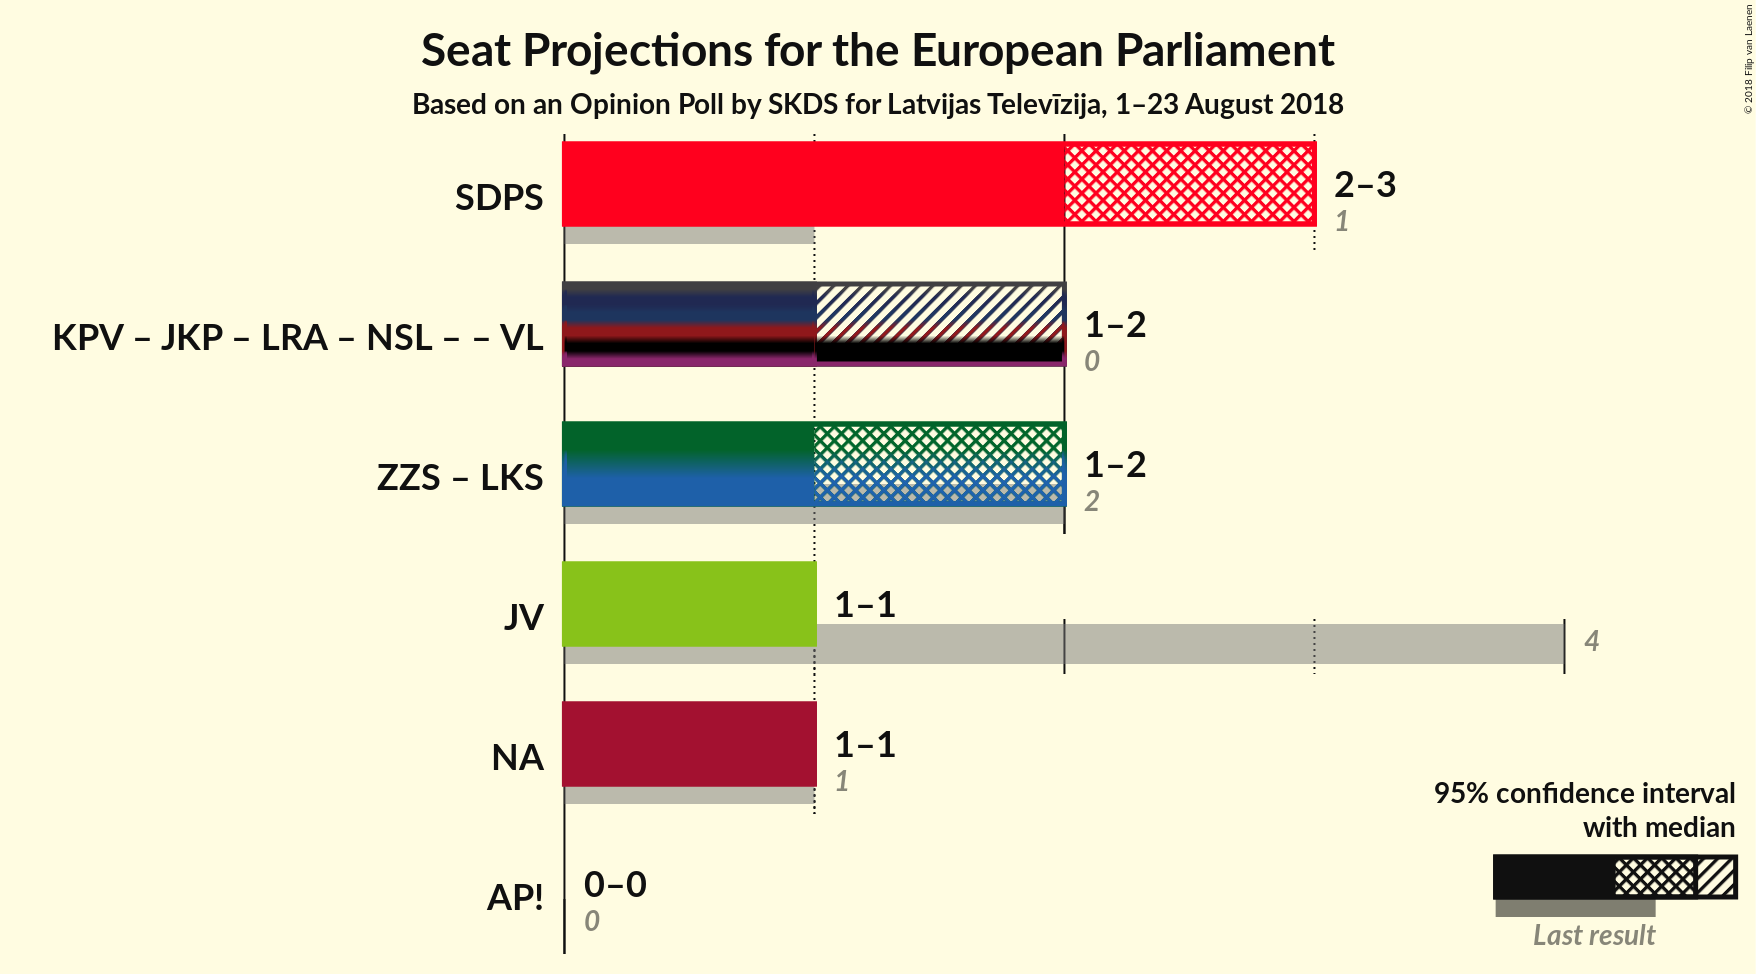 Seat Projections for the European Parliament
Based on an Opinion Poll by SKDS for Latvijas Televīzija, 1–23 August 2018
© 2018 Filip van Laenen
SDPS
2–3
1
KPV – JKP – LRA – NSL – – VL
1–2
0
ZZS – LKS
1–2
2
JV
1–1
4
NA
1–1
1
AP!
0–0
0
95% confidence interval
with median
Last result